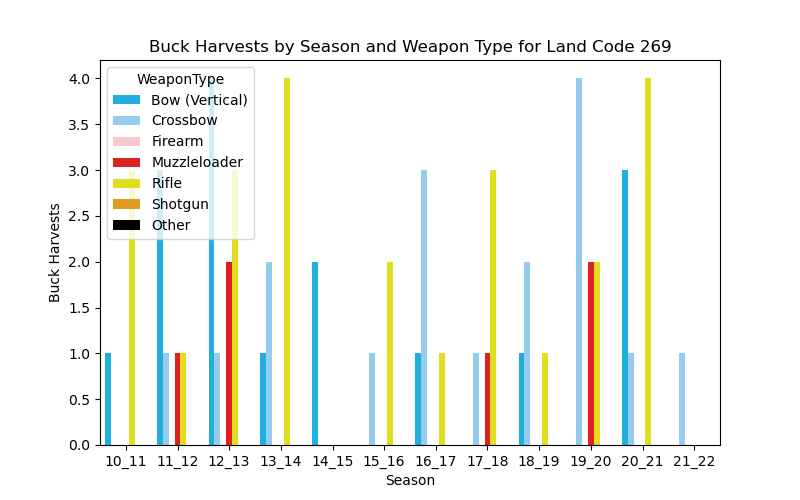 Buck Harvests by Season and Weapon Type for Land Code 269
WeaponType
Bow (Vertical)
Crossbow
Firearm
Muzzleloader
Rifle
Shotgun
Other
Buck Harvests
4.0
3.5
3.0
2.5
2.0
1.5
1.0
0.5
0.0
10_11 11_12 12_13 13_14 14_15 15_16 16_17 17_18 18_19 19_20 20_21 21_22
Season